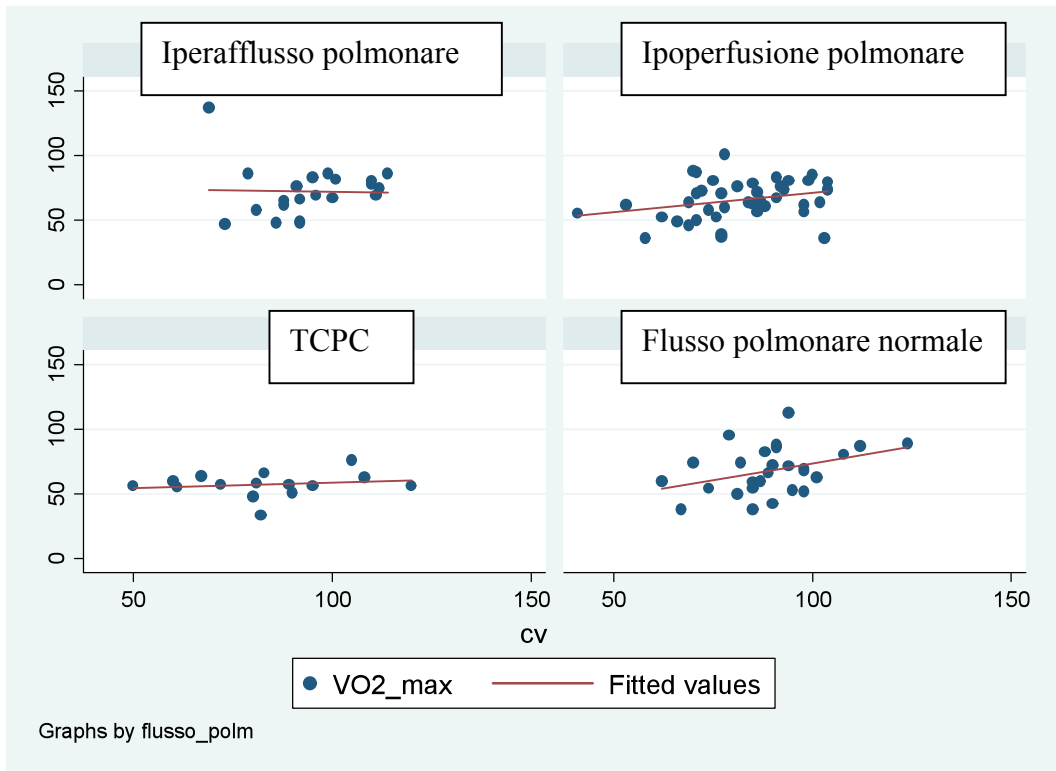 Iperafflusso polmonare
Ipoperfusione polmonare
150
100
50
0
TCPC
Flusso polmonare normale
150
100
50
0
50 100 150 50 100 150
cv
VO2_max Fitted values
Graphs by flusso_polm